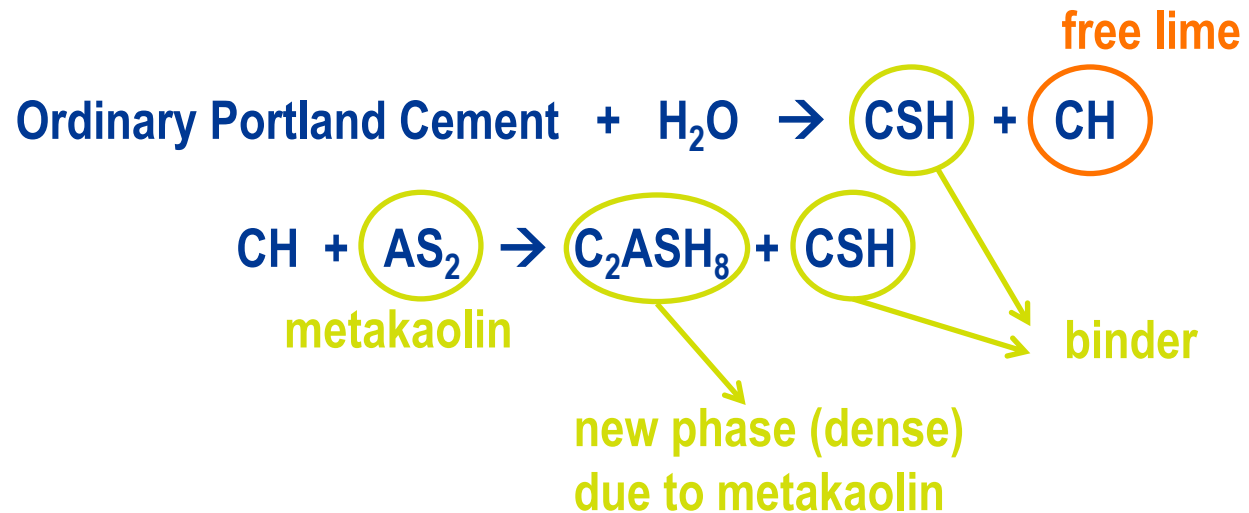 free lime
Ordinary Portland Cement + H₂O → CSH + CH
CH + AS₂ → C₂ASH₈ + CSH
metakaolin
binder
new phase (dense)
due to metakaolin